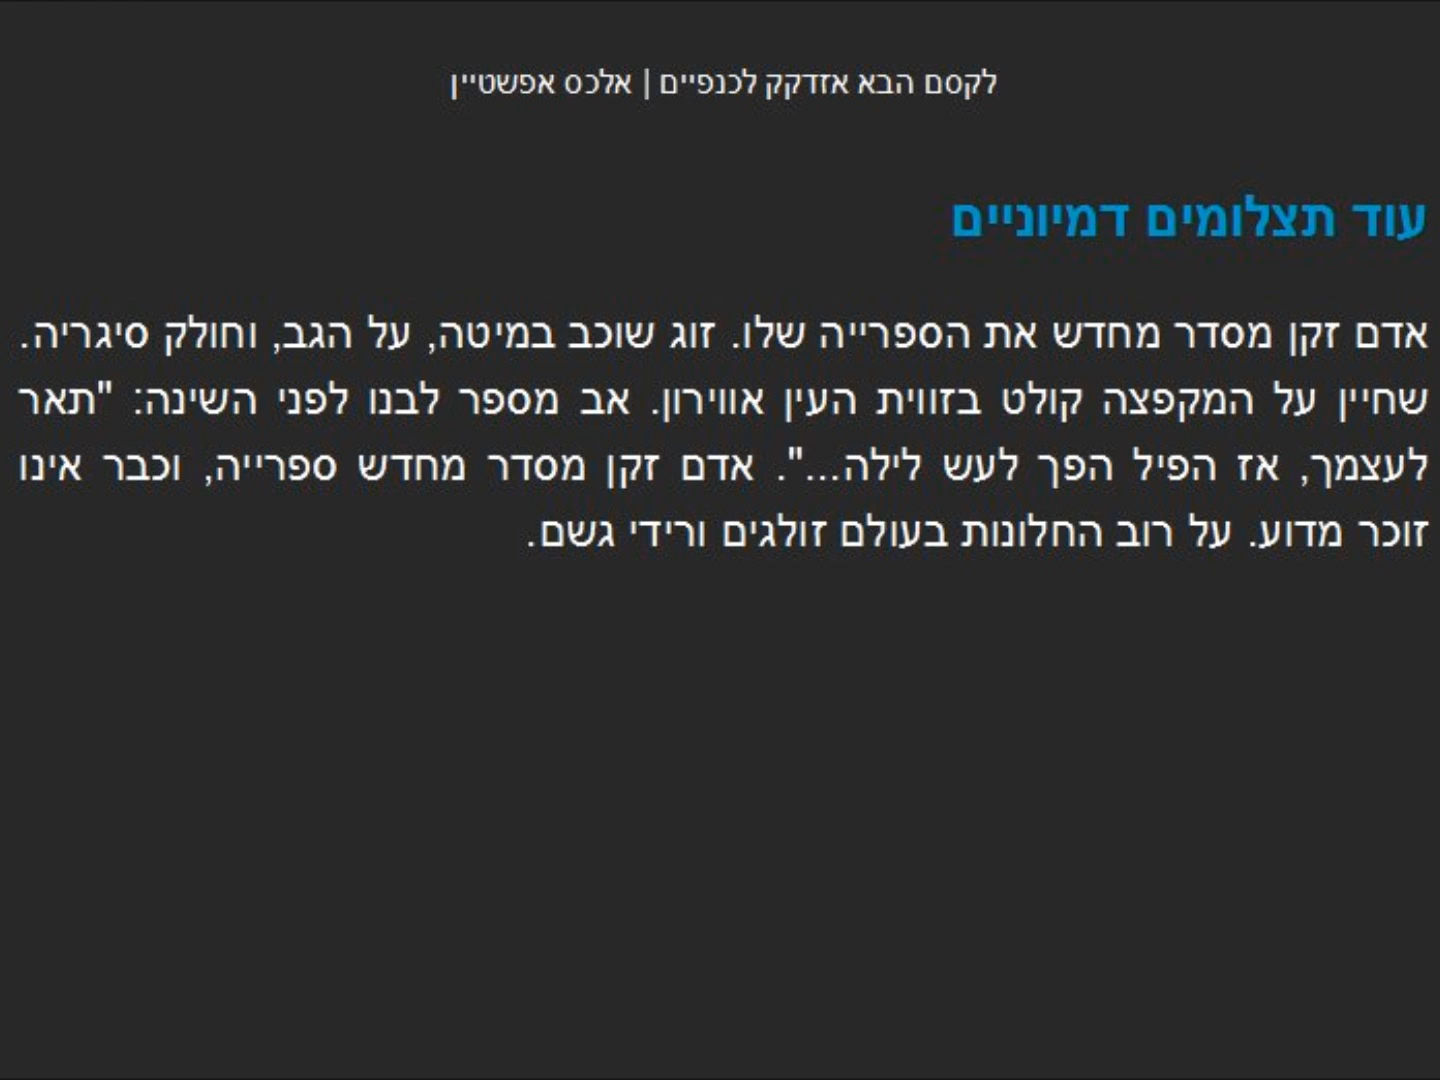 לקסם הבא אזדקק לכנפיים | אלכס אפשטיין
עוד תצלומים דמיוניים
אדם זקן מסדר מחדש את הספרייה שלו. זוג שוכב במיטה, על הגב, וחולק סיגריה.
שחיין על המקפצה קולט בזווית העין אווירון. אב מספר לבנו לפני השינה: "תאר
לעצמך, אז הפיל הפך לעש לילה...". אדם זקן מסדר מחדש ספרייה, וכבר אינו
זוכר מדוע. על רוב החלונות בעולם זולגים ורידי גשם.